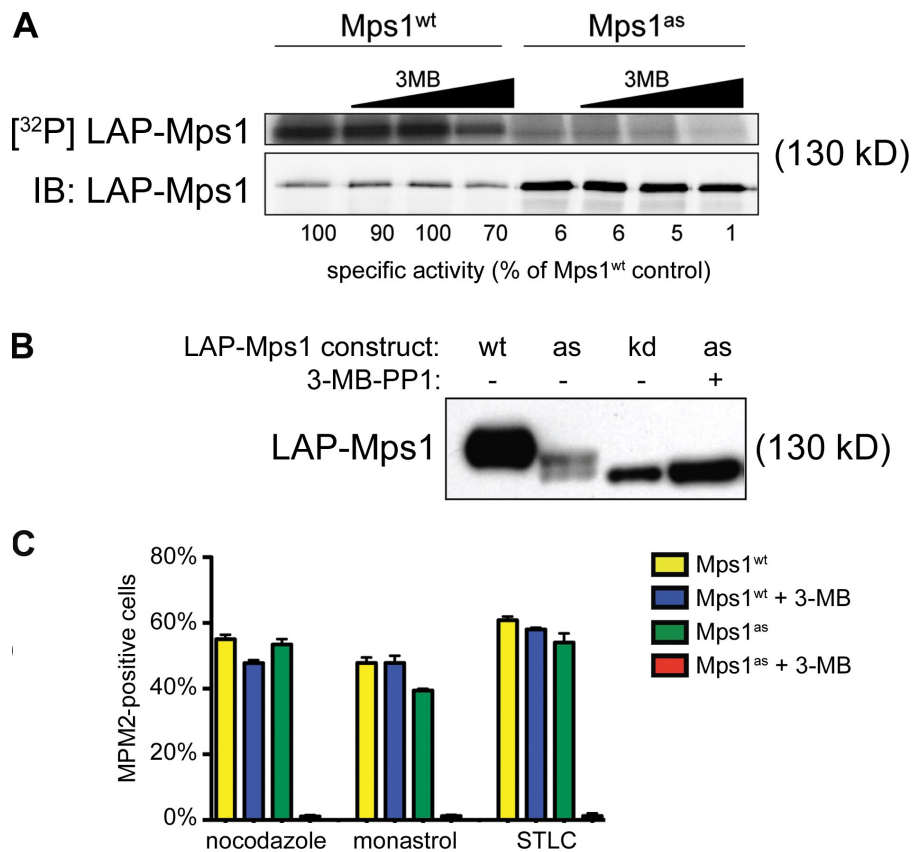 A
Mps1wt Mps1as
3MB 3MB
[32P] LAP-Mps1
(130 kD)
IB: LAP-Mps1
100 90 100 70 6 6 5 1
specific activity (% of Mps1wt control)
B
LAP-Mps1 construct: wt as kd as
3-MB-PP1: - - - +
LAP-Mps1 (130 kD)
C
80%
60%
40%
20%
0%
MPM2-positive cells
nocodazole monastrol STLC
Mps1wt
Mps1wt + 3-MB
Mps1as
Mps1as + 3-MB